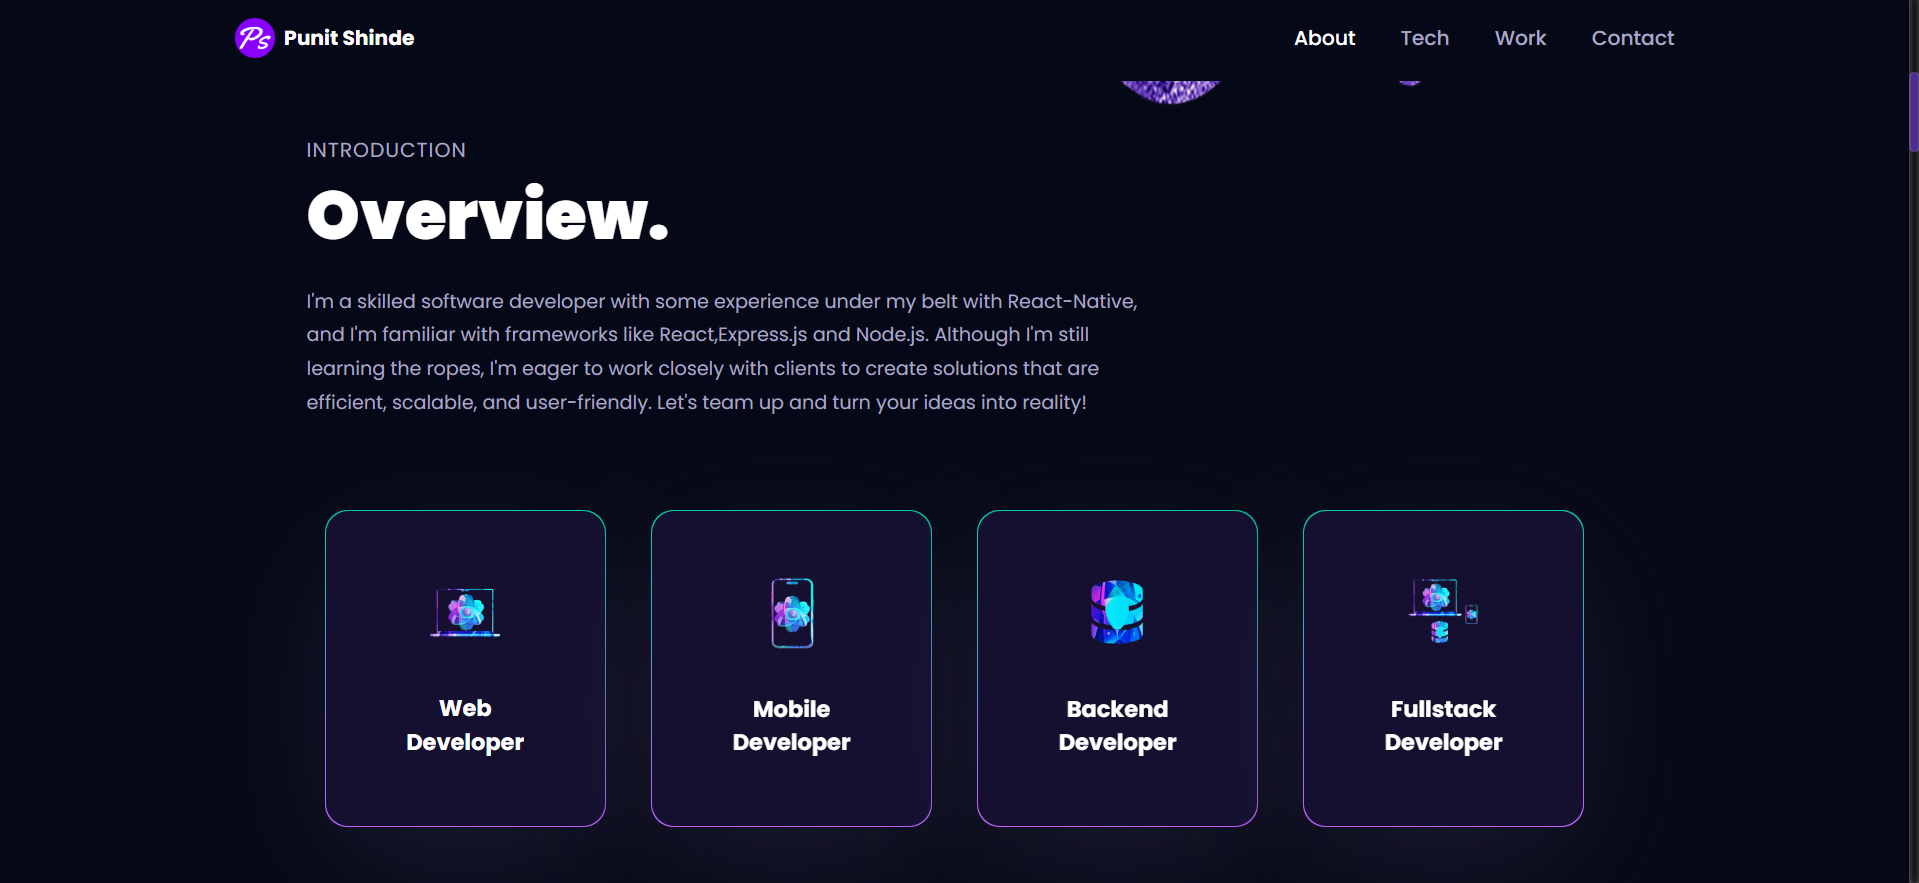 Ps Punit Shinde
About Tech Work Contact
INTRODUCTION
Overview.
I'm a skilled software developer with some experience under my belt with React-Native,
and I'm familiar with frameworks like React,Express.js and Node.js. Although I'm still
learning the ropes, I'm eager to work closely with clients to create solutions that are
efficient, scalable, and user-friendly. Let's team up and turn your ideas into reality!
Web
Developer
Mobile
Developer
Backend
Developer
Fullstack
Developer